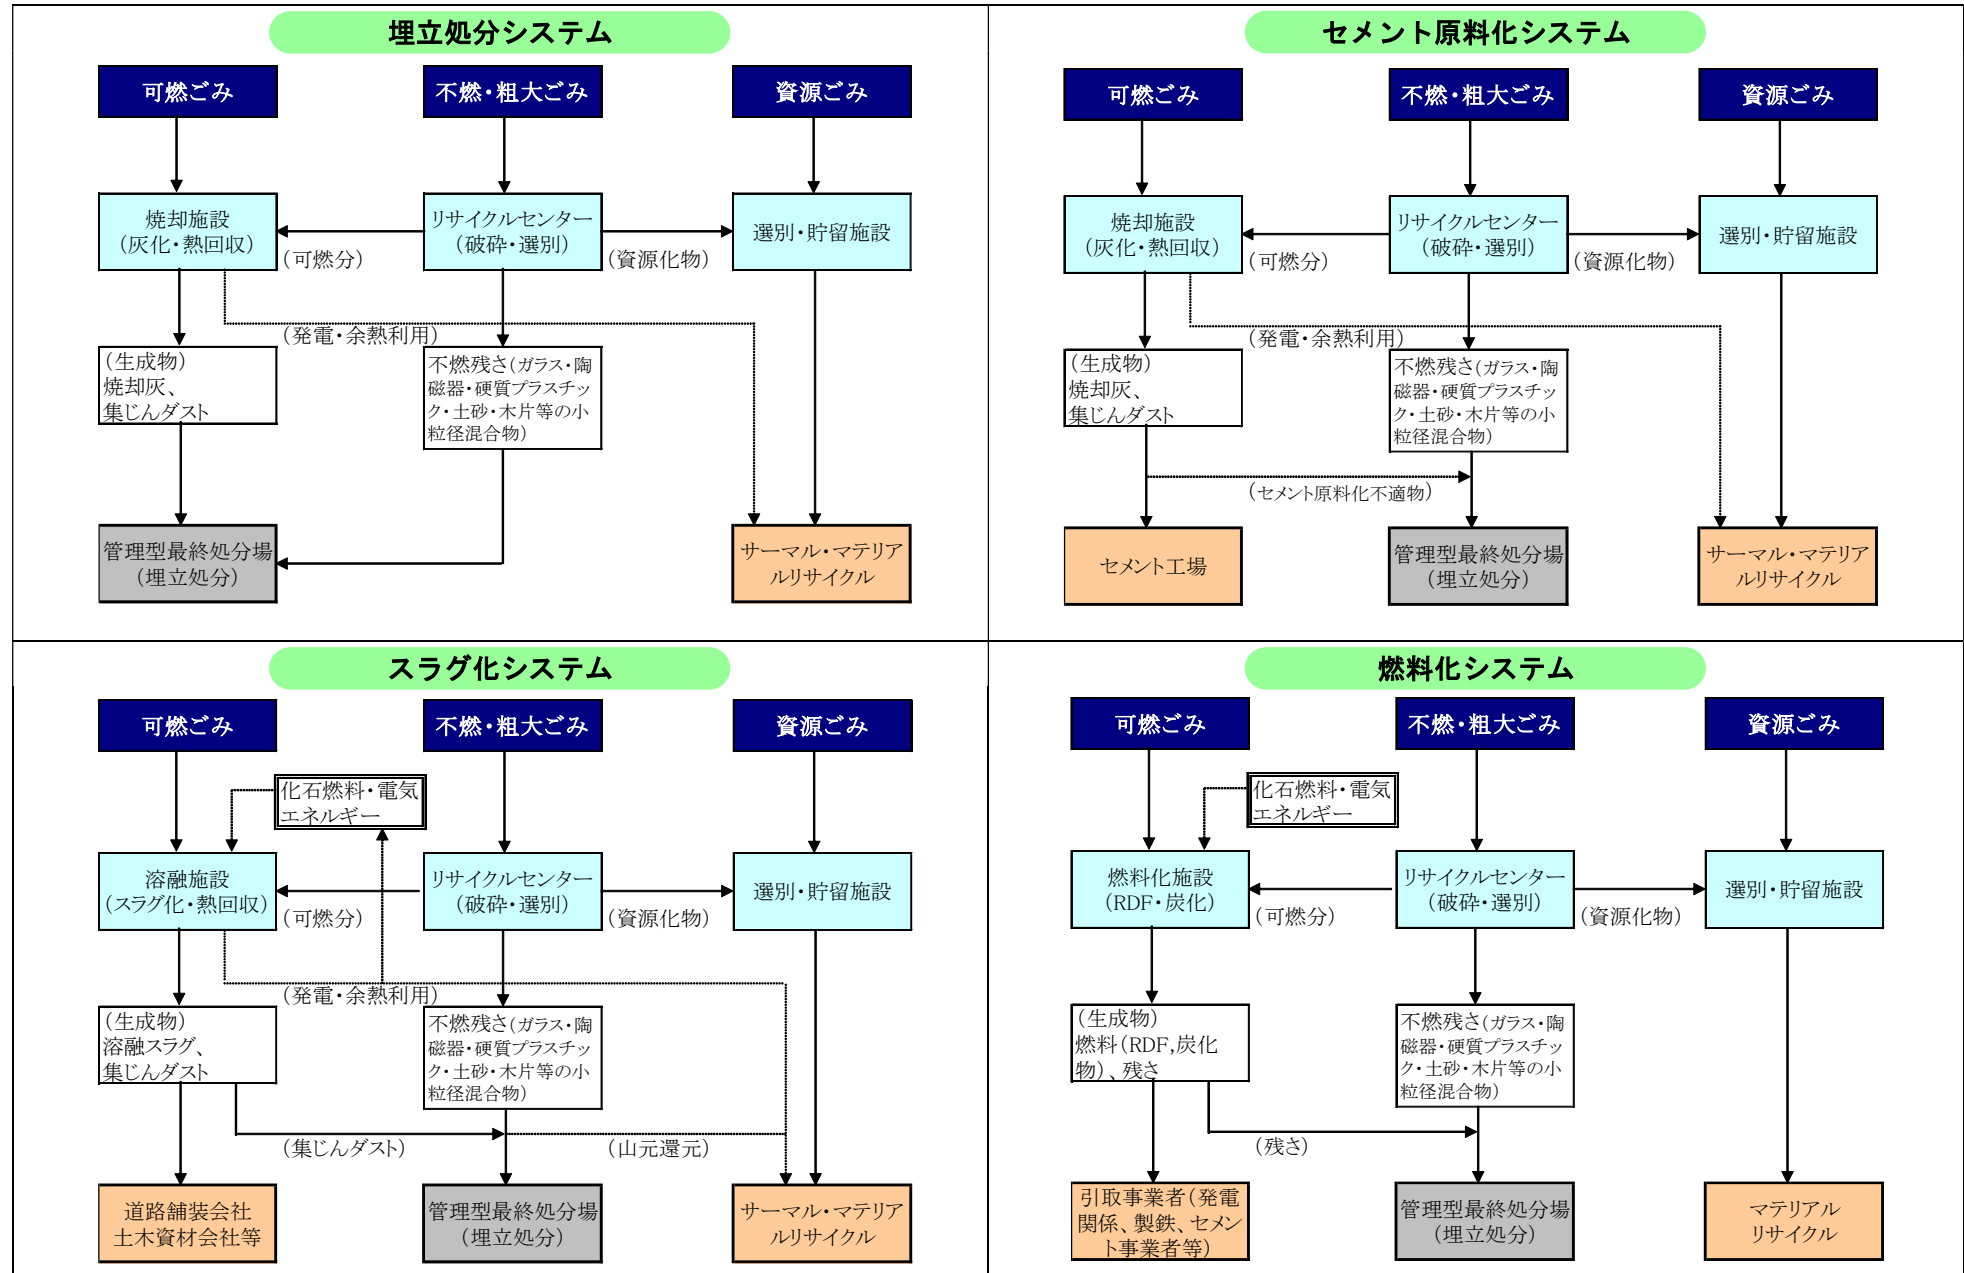 埋立処分システム
可燃ごみ
不燃・粗大ごみ
資源ごみ
焼却施設
（灰化・熱回収）
リサイクルセンター
（破砕・選別）
選別・貯留施設
（可燃分）
（資源化物）
（発電・余熱利用）
（生成物）
焼却灰、
集じんダスト
不燃残さ（ガラス・陶
磁器・硬質プラスチッ
ク・土砂・木片等の小
粒径混合物）
管理型最終処分場
（埋立処分）
サーマル・マテリア
ルリサイクル
セメント原料化システム
可燃ごみ
不燃・粗大ごみ
資源ごみ
焼却施設
（灰化・熱回収）
リサイクルセンター
（破砕・選別）
選別・貯留施設
（可燃分）
（資源化物）
（発電・余熱利用）
（生成物）
焼却灰、
集じんダスト
不燃残さ（ガラス・陶
磁器・硬質プラスチッ
ク・土砂・木片等の小
粒径混合物）
（セメント原料化不適物）
セメント工場
管理型最終処分場
（埋立処分）
サーマル・マテリア
ルリサイクル
スラグ化システム
可燃ごみ
不燃・粗大ごみ
資源ごみ
化石燃料・電気
エネルギー
溶融施設
（スラグ化・熱回収）
リサイクルセンター
（破砕・選別）
選別・貯留施設
（可燃分）
（資源化物）
（発電・余熱利用）
（生成物）
溶融スラグ、
集じんダスト
不燃残さ（ガラス・陶
磁器・硬質プラスチッ
ク・土砂・木片等の小
粒径混合物）
（集じんダスト）
（山元還元）
道路舗装会社
土木資材会社等
管理型最終処分場
（埋立処分）
サーマル・マテリア
ルリサイクル
燃料化システム
可燃ごみ
不燃・粗大ごみ
資源ごみ
化石燃料・電気
エネルギー
燃料化施設
（RDF・炭化）
リサイクルセンター
（破砕・選別）
選別・貯留施設
（可燃分）
（資源化物）
（生成物）
燃料（RDF,炭化
物）、残さ
不燃残さ（ガラス・陶
磁器・硬質プラスチッ
ク・土砂・木片等の小
粒径混合物）
（残さ）
引取事業者（発電
関係、製鉄、セメン
ト事業者等）
管理型最終処分場
（埋立処分）
マテリアル
リサイクル